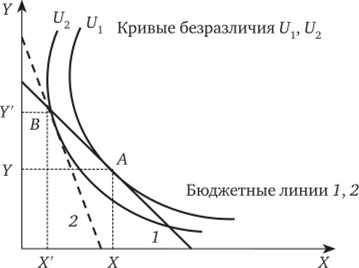 Y
U₂
U₁
Кривые безразличия U₁, U₂
Y'
B
Y
A
Бюджетные линии 1, 2
2
1
X'
X
X